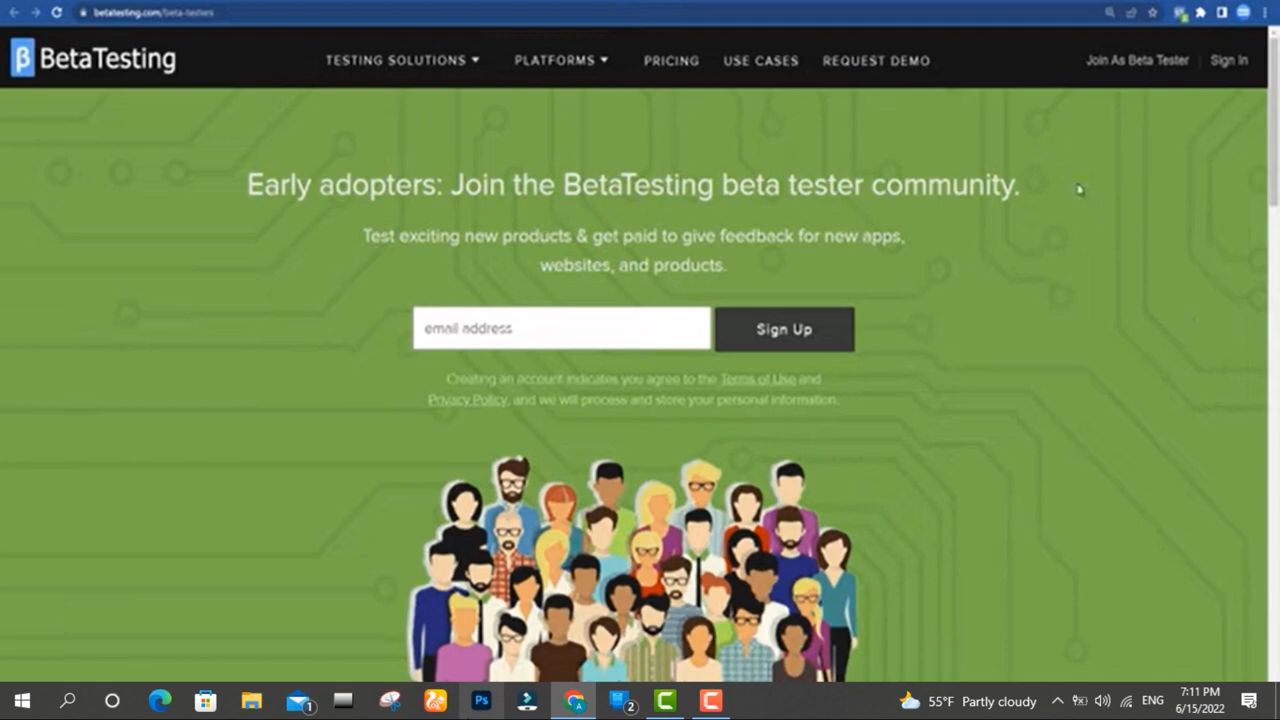 betatesting.com/beta-testers
β BetaTesting
TESTING SOLUTIONS
PLATFORMS
PRICING
USE CASES
REQUEST DEMO
Join As Beta Tester
Sign In
Early adopters: Join the BetaTesting beta tester community.
Test exciting new products & get paid to give feedback for new apps,
websites, and products.
email address
Sign Up
Creating an account indicates you agree to the Terms of Use and
Privacy Policy, and we will process and store your personal information.
1
Ps
A
2
C
C
55°F Partly cloudy
ENG
7:11 PM
6/15/2022